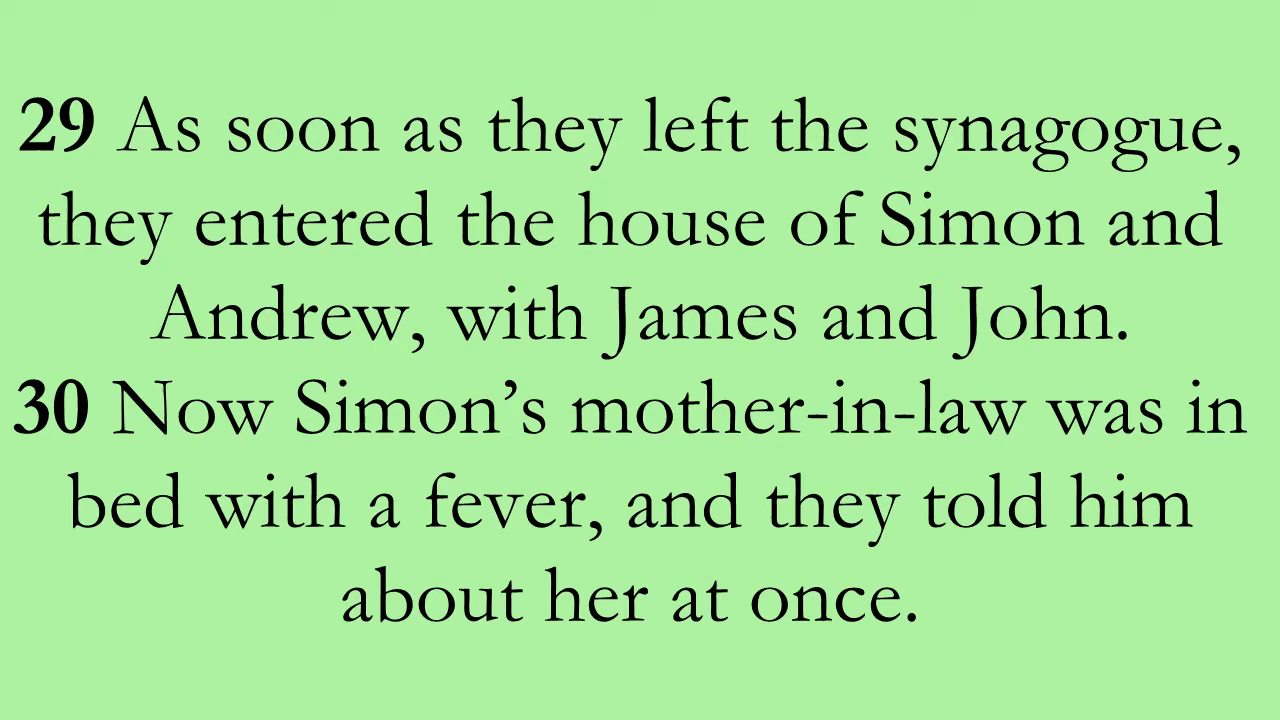 29 As soon as they left the synagogue,
they entered the house of Simon and
Andrew, with James and John.
30 Now Simon’s mother-in-law was in
bed with a fever, and they told him
about her at once.